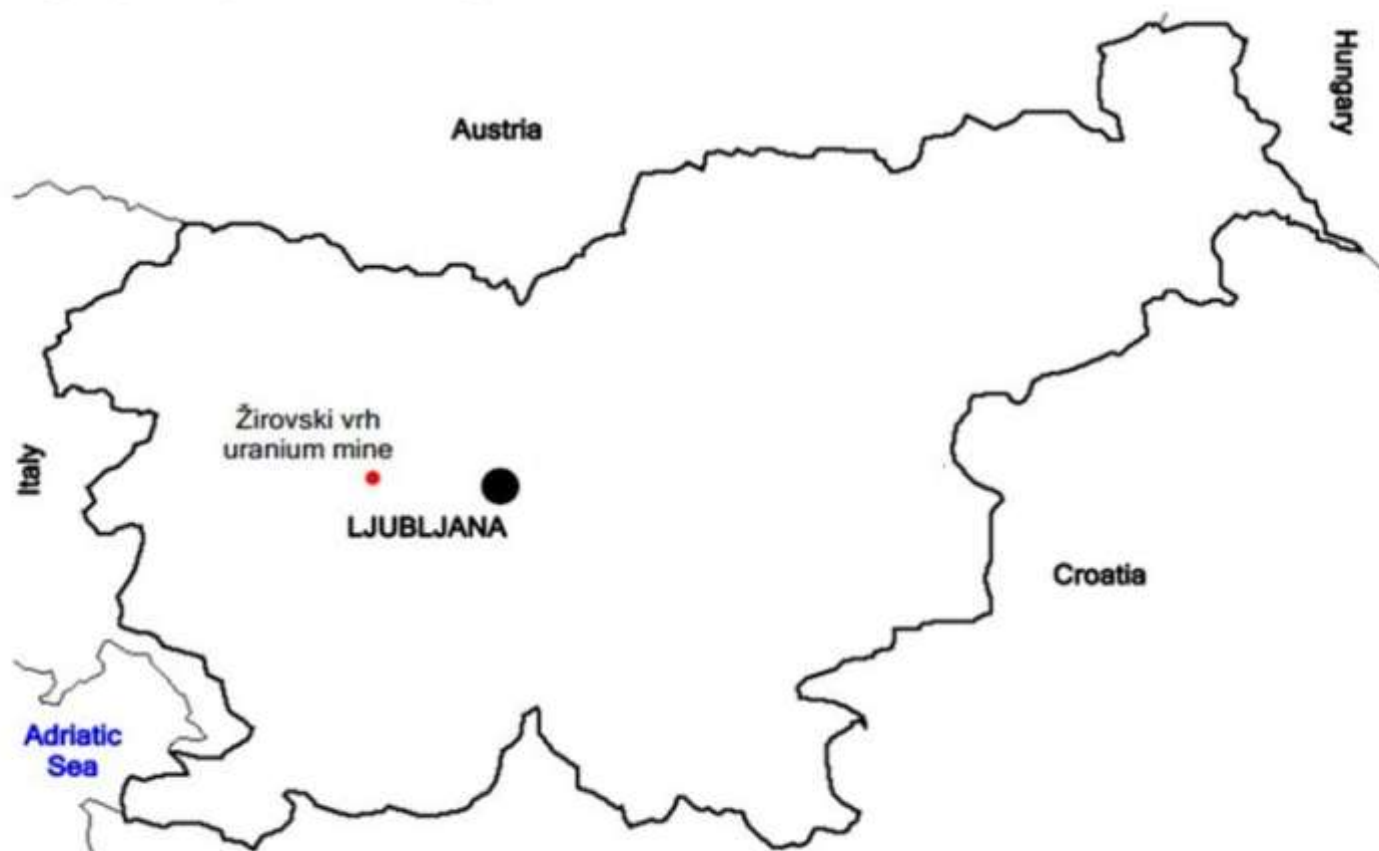 Hungary
Austria
Žirovski vrh
uranium mine
Italy
LJUBLJANA
Croatia
Adriatic
Sea